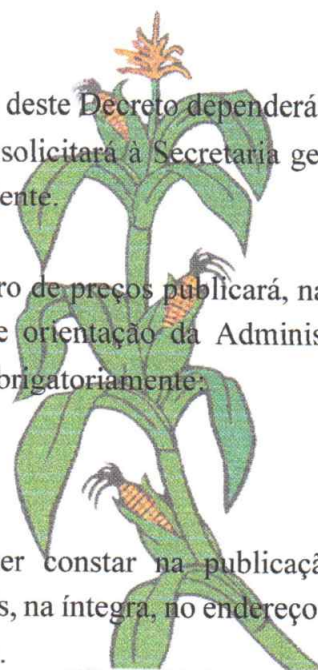 deste Decreto dependerá
solicitará à Secretaria ge
ente.
ro de preços publicará, na
e orientação da Adminis
brigatoriamente:
er constar na publicaçã
s, na íntegra, no endereço
.